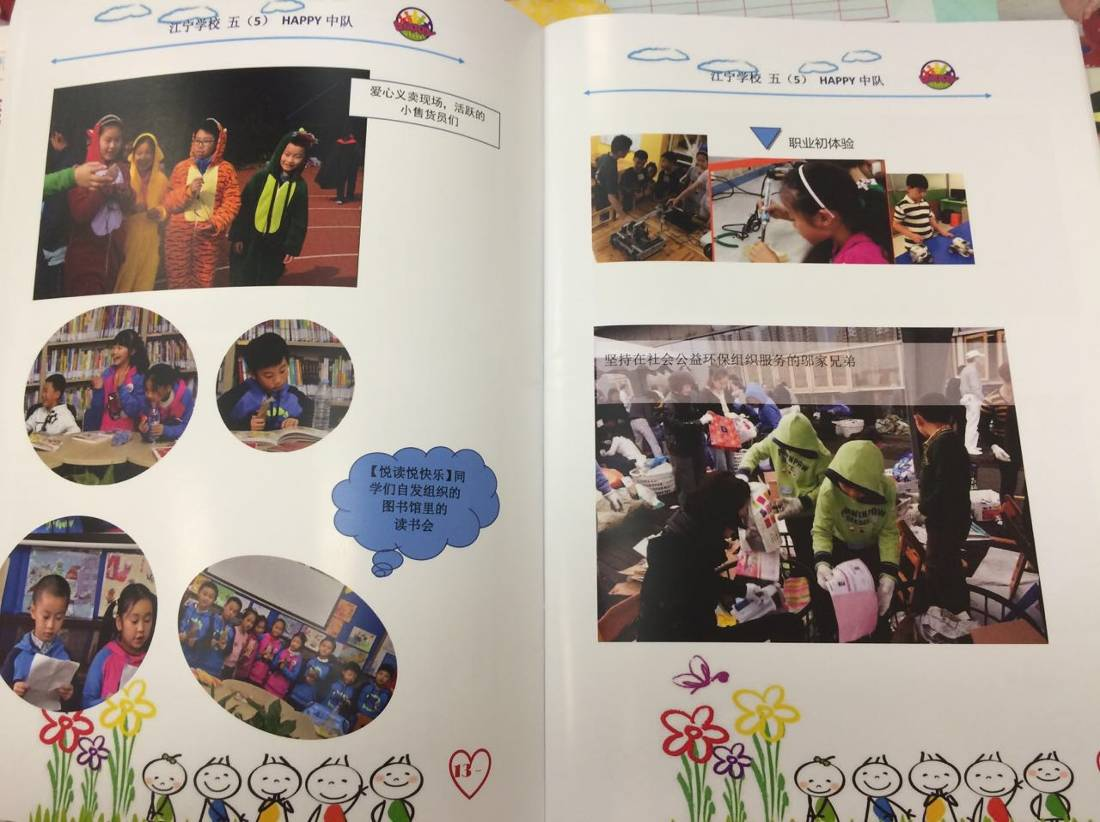 江宁学校 五（5） HAPPY 中队
爱心义卖现场，活跃的
小售货员们
【悦读悦快乐】同
学们自发组织的
图书馆里的
读书会
13
江宁学校 五（5） HAPPY 中队
职业初体验
坚持在社会公益环保组织服务的邬家兄弟